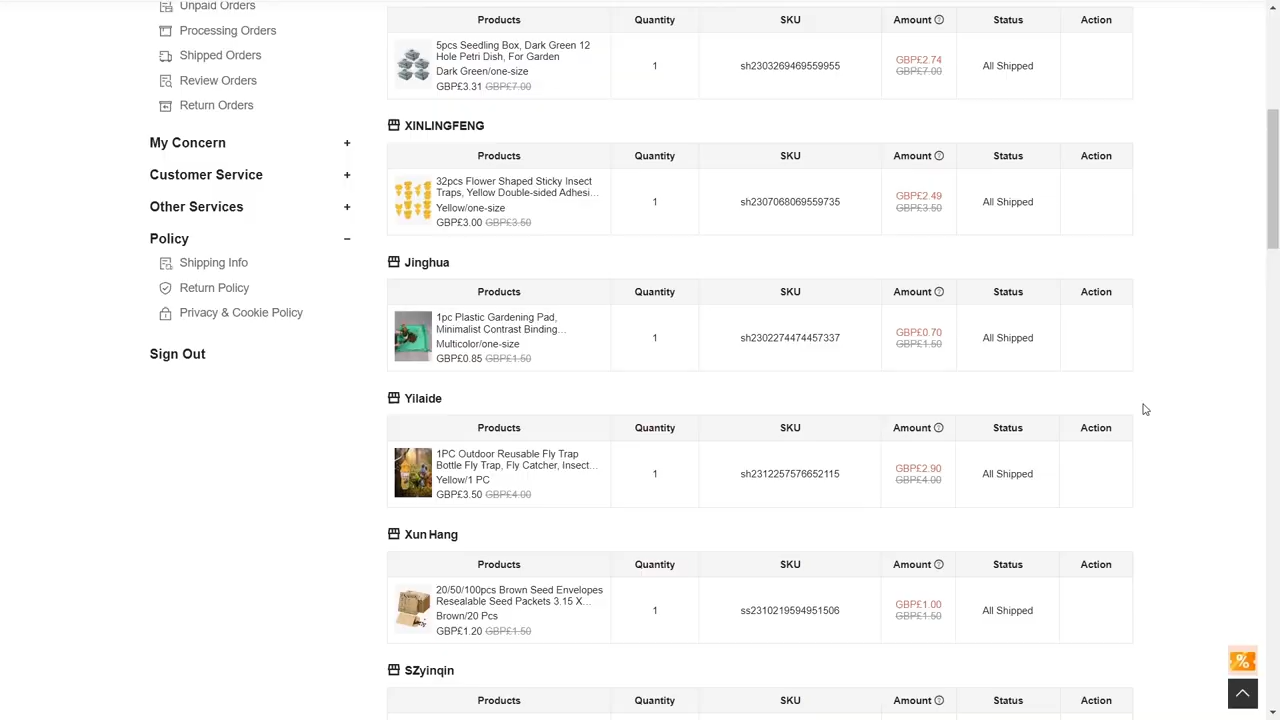 Unpaid Orders
Processing Orders
Shipped Orders
Review Orders
Return Orders
My Concern +
Customer Service +
Other Services +
Policy −
Shipping Info
Return Policy
Privacy & Cookie Policy
Sign Out
Products Quantity SKU Amount ? Status Action
5pcs Seedling Box, Dark Green 12
Hole Petri Dish, For Garden
Dark Green/one-size
GBP£3.31 GBP£7.00
1
sh2303269469559955
GBP£2.74
GBP£7.00
All Shipped
XINLINGFENG
Products Quantity SKU Amount ? Status Action
32pcs Flower Shaped Sticky Insect
Traps, Yellow Double-sided Adhesi...
Yellow/one-size
GBP£3.00 GBP£3.50
1
sh2307068069559735
GBP£2.49
GBP£3.50
All Shipped
Jinghua
Products Quantity SKU Amount ? Status Action
1pc Plastic Gardening Pad,
Minimalist Contrast Binding...
Multicolor/one-size
GBP£0.85 GBP£1.50
1
sh2302274474457337
GBP£0.70
GBP£1.50
All Shipped
Yilaide
Products Quantity SKU Amount ? Status Action
1PC Outdoor Reusable Fly Trap
Bottle Fly Trap, Fly Catcher, Insect...
Yellow/1 PC
GBP£3.50 GBP£4.00
1
sh2312257576652115
GBP£2.90
GBP£4.00
All Shipped
Xun Hang
Products Quantity SKU Amount ? Status Action
20/50/100pcs Brown Seed Envelopes
Resealable Seed Packets 3.15 X...
Brown/20 Pcs
GBP£1.20 GBP£1.50
1
ss2310219594951506
GBP£1.00
GBP£1.50
All Shipped
SZyinqin
Products Quantity SKU Amount ? Status Action
%